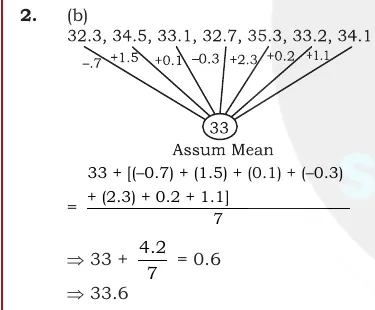 2. (b)
32.3, 34.5, 33.1, 32.7, 35.3, 33.2, 34.1
–.7 +1.5 +0.1 –0.3 +2.3 +0.2 +1.1
33
Assum Mean
33 + [(–0.7) + (1.5) + (0.1) + (–0.3)
= + (2.3) + 0.2 + 1.1]
7
⇒ 33 + 4.2/7 = 0.6
⇒ 33.6